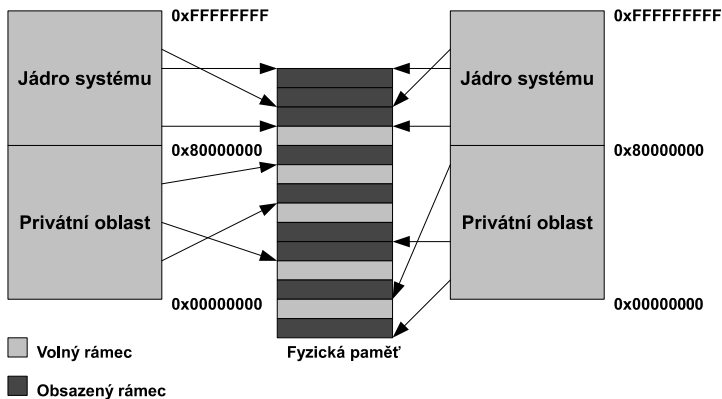 0xFFFFFFFF
0xFFFFFFFFF
Jádro systému
Jádro systému
0x80000000
0x80000000
Privátní oblast
Privátní oblast
0x00000000
0x00000000
Volný rámec
Fyzická paměť
Obsazený rámec